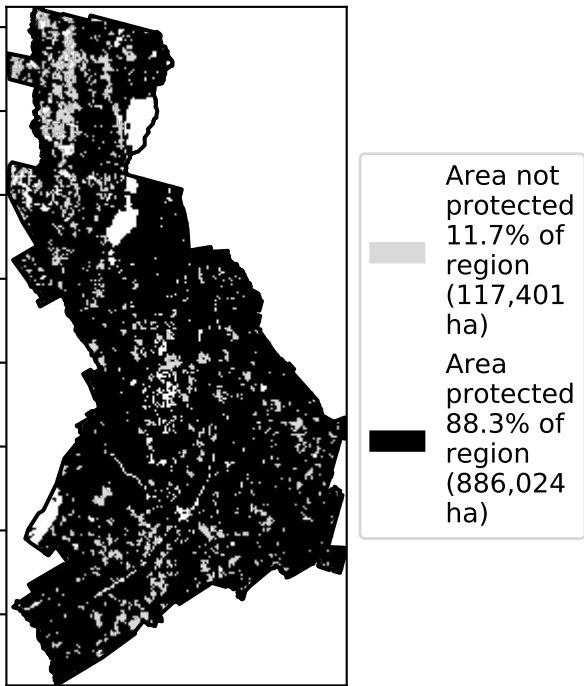 Area not
protected
11.7% of
region
(117,401
ha)
Area
protected
88.3% of
region
(886,024
ha)